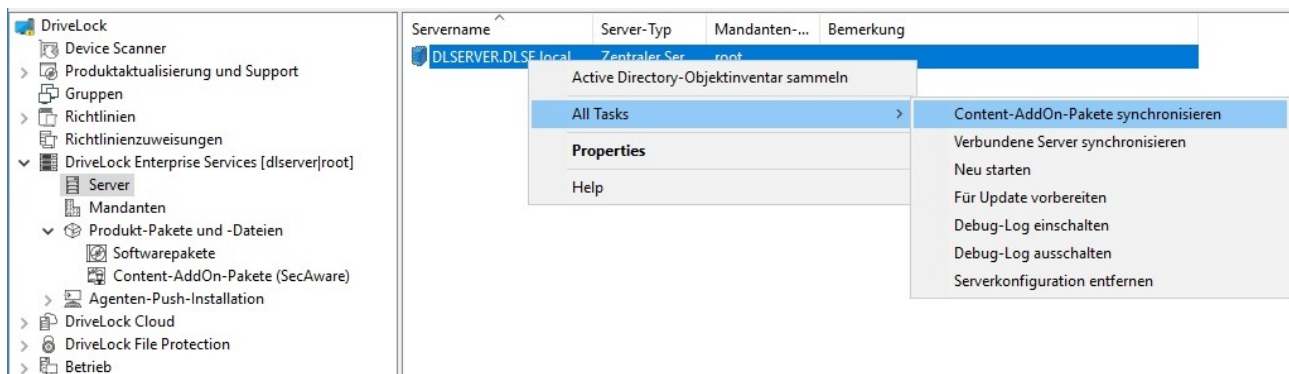 DriveLock
Device Scanner
Produktaktualisierung und Support
Gruppen
Richtlinien
Richtlinienzuweisungen
DriveLock Enterprise Services [dlserver|root]
Server
Mandanten
Produkt-Pakete und -Dateien
Softwarepakete
Content-AddOn-Pakete (SecAware)
Agenten-Push-Installation
DriveLock Cloud
DriveLock File Protection
Betrieb
Servername Server-Typ Mandanten-... Bemerkung
DLSERVER.DLSE.local Zentraler Ser... root
Active Directory-Objektinventar sammeln
All Tasks
Properties
Help
Content-AddOn-Pakete synchronisieren
Verbundene Server synchronisieren
Neu starten
Für Update vorbereiten
Debug-Log einschalten
Debug-Log ausschalten
Serverkonfiguration entfernen